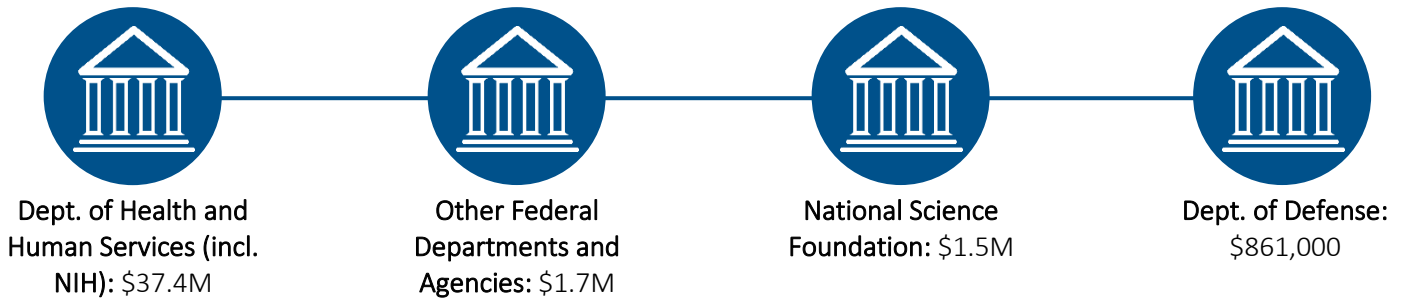 Dept. of Health and
Human Services (incl.
NIH): $37.4M
Other Federal
Departments and
Agencies: $1.7M
National Science
Foundation: $1.5M
Dept. of Defense:
$861,000